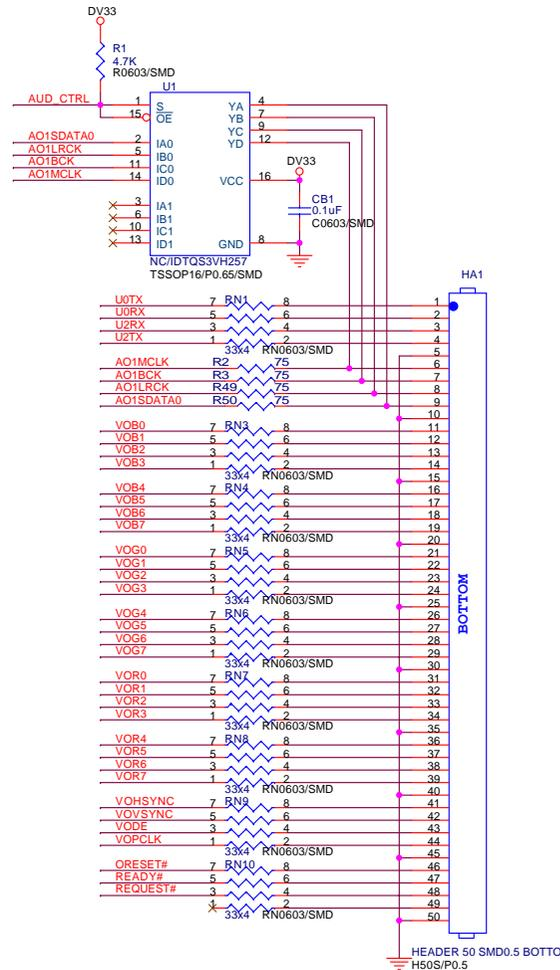 DV33
R1
4.7K
R0603/SMD
U1
AUD_CTRL 1 S YA 4
15 OE YB 7
YC 9
AO1SDATA0 2 IA0 YD 12
AO1LRCK 5 IB0
AO1BCK 11 IC0
AO1MCLK 14 ID0 VCC 16
DV33
3 IA1
6 IB1
10 IC1
13 ID1 GND 8
CB1
0.1uF
C0603/SMD
NC/IDTQS3VH257
TSSOP16/P0.65/SMD
HA1
U0TX 7 RN1 8 1
U0RX 5 6 2
U2RX 3 4 3
U2TX 1 2 4
33x4 RN0603/SMD 5
AO1MCLK R2 75 6
AO1BCK R3 75 7
AO1LRCK R49 75 8
AO1SDATA0 R50 75 9
10
VOB0 7 RN3 8 11
VOB1 5 6 12
VOB2 3 4 13
VOB3 1 2 14
33x4 RN0603/SMD 15
VOB4 7 RN4 8 16
VOB5 5 6 17
VOB6 3 4 18
VOB7 1 2 19
33x4 RN0603/SMD 20
VOG0 7 RN5 8 21
VOG1 5 6 22
VOG2 3 4 23
VOG3 1 2 24
33x4 RN0603/SMD 25
VOG4 7 RN6 8 26
VOG5 5 6 27
VOG6 3 4 28
VOG7 1 2 29
33x4 RN0603/SMD 30
VOR0 7 RN7 8 31
VOR1 5 6 32
VOR2 3 4 33
VOR3 1 2 34
33x4 RN0603/SMD 35
VOR4 7 RN8 8 36
VOR5 5 6 37
VOR6 3 4 38
VOR7 1 2 39
33x4 RN0603/SMD 40
VOHSYNC 7 RN9 8 41
VOVSYNC 5 6 42
VODE 3 4 43
VOPCLK 1 2 44
33x4 RN0603/SMD 45
ORESET# 7 RN10 8 46
READY# 5 6 47
REQUEST# 3 4 48
1 2 49
33x4 RN0603/SMD 50
BOTTOM
HEADER 50 SMD0.5 BOTTO
H50S/P0.5